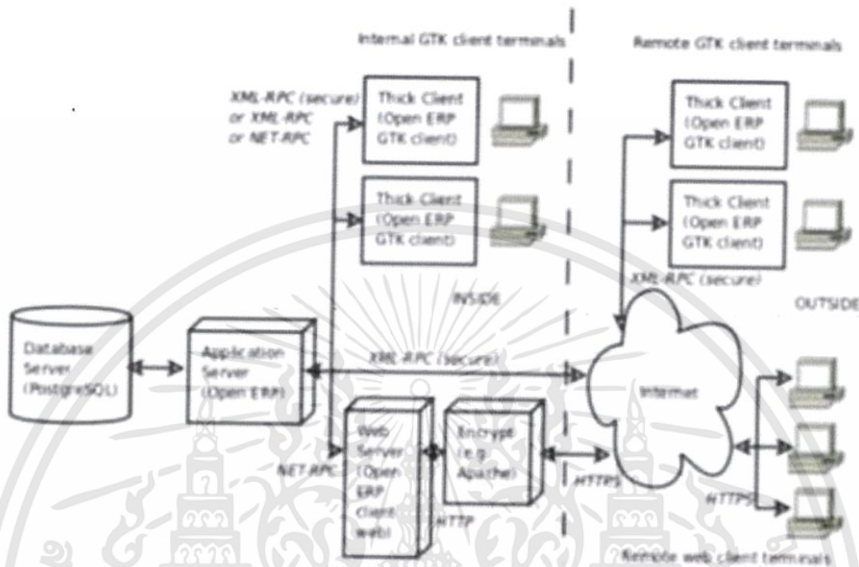 Internal GTK client terminals
Remote GTK client terminals
XML-RPC (secure)
or XML-RPC
or NET-RPC
Thick Client
(Open ERP
GTK client)
Thick Client
(Open ERP
GTK client)
Thick Client
(Open ERP
GTK client)
Thick Client
(Open ERP
GTK client)
XML-RPC (secure)
INSIDE
OUTSIDE
Database
Server
(PostgreSQL)
Application
Server
(Open ERP)
XML-RPC (secure)
Internet
Web
Server
(Open
ERP
client
web)
Encrypt
(e.g.
Apache)
NET-RPC
HTTP
HTTPS
HTTPS
Remote web client terminals